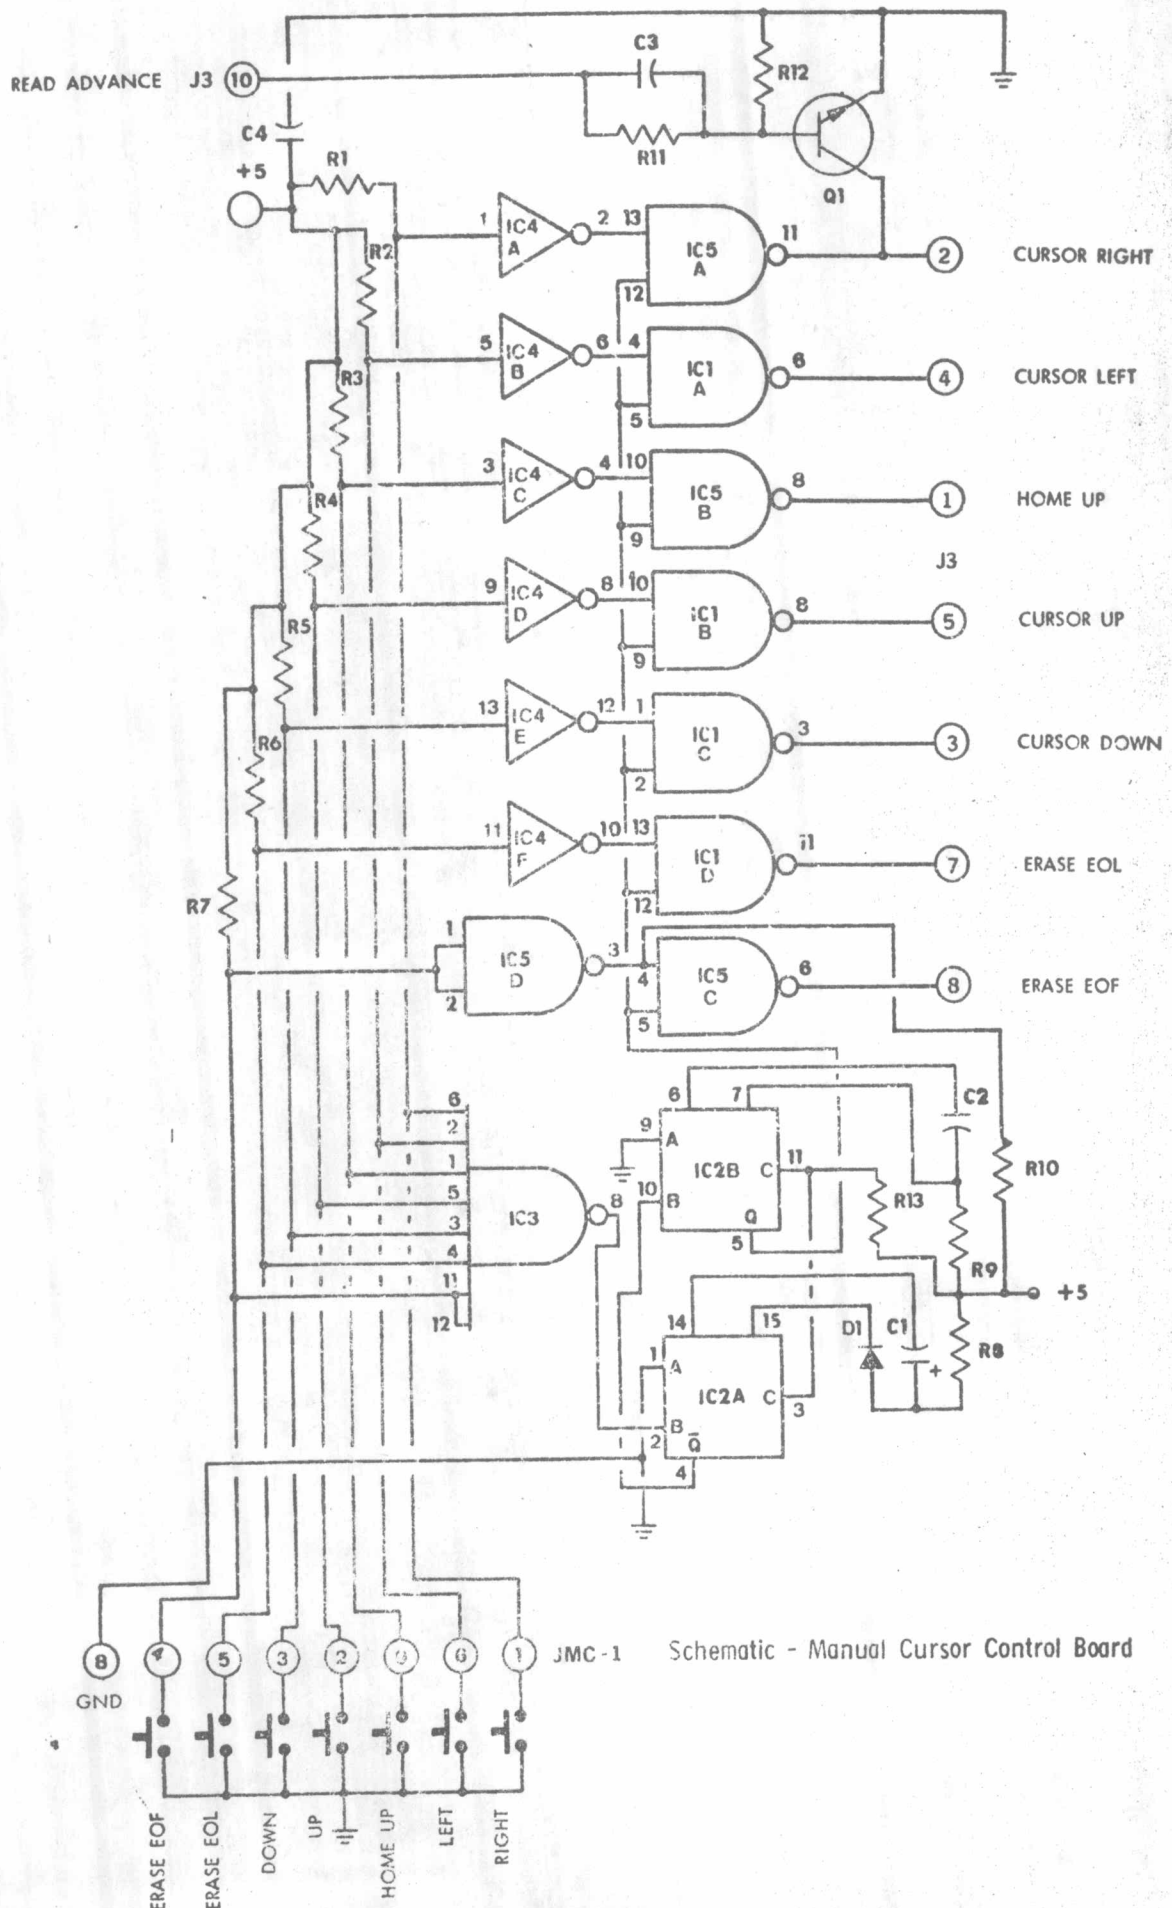 C3
R12
READ ADVANCE J3 10
C4
R11
R1
+5
Q1
1 IC4 A 2 13 IC5 A 12 11 2 CURSOR RIGHT
R2
5 IC4 B 6 4 IC1 A 5 6 4 CURSOR LEFT
R3
3 IC4 C 4 10 IC5 B 9 8 1 HOME UP
R4
J3
9 IC4 D 8 10 IC1 B 9 8 5 CURSOR UP
R5
13 IC4 E 12 1 IC1 C 2 3 3 CURSOR DOWN
R6
11 IC4 F 10 13 IC1 D 12 11 7 ERASE EOL
R7
1 2 IC5 D 3 4 5 IC5 C 6 8 ERASE EOF
6 7 C2
6
2
1
5
3
4
11
12
IC3 8
9 A IC2B C 11
10 B Q 5
R13
R10
R9
+5
14 15 D1 C1 + R8
1 A IC2A C 3
2 B Q̄ 4
8 4 5 3 2 6 1 JMC-1
Schematic - Manual Cursor Control Board
GND
ERASE EOF
ERASE EOL
DOWN
UP
HOME UP
LEFT
RIGHT